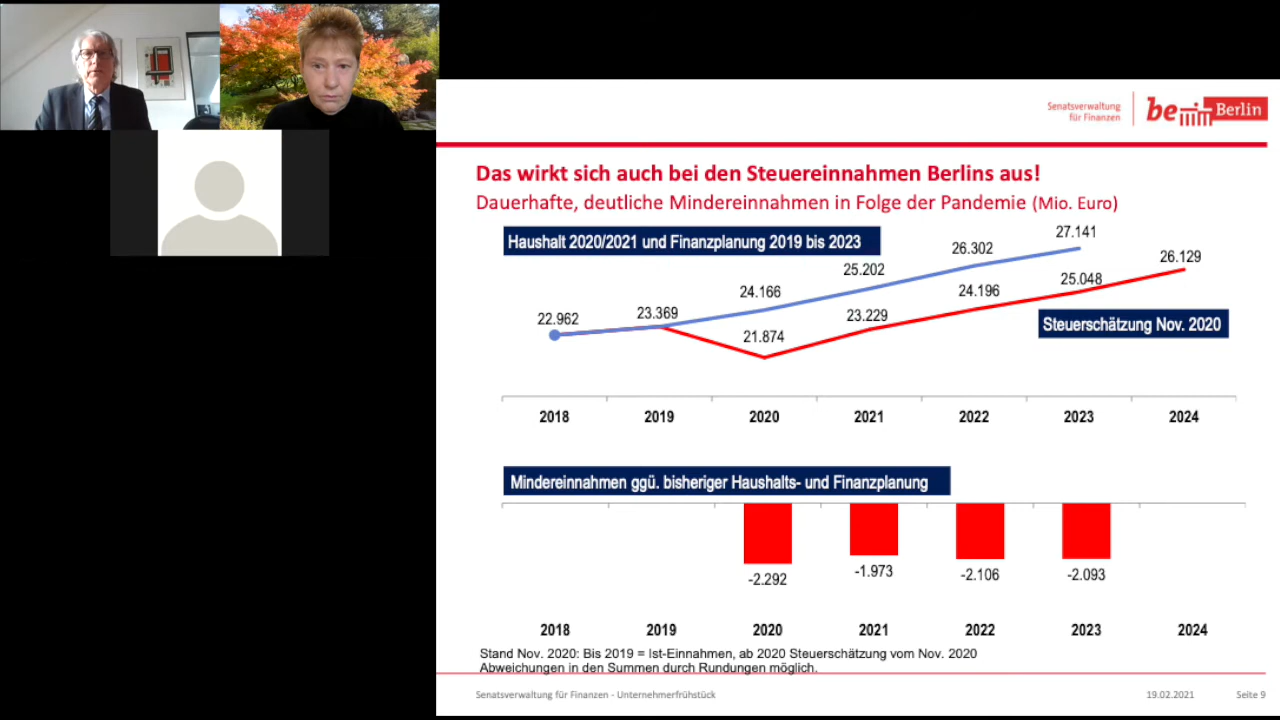 Senatsverwaltung
für Finanzen
be Berlin
Das wirkt sich auch bei den Steuereinnahmen Berlins aus!
Dauerhafte, deutliche Mindereinnahmen in Folge der Pandemie (Mio. Euro)
Haushalt 2020/2021 und Finanzplanung 2019 bis 2023
22.962 23.369 24.166 25.202 26.302 27.141
21.874 23.229 24.196 25.048 26.129
Steuerschätzung Nov. 2020
2018 2019 2020 2021 2022 2023 2024
Mindereinnahmen ggü. bisheriger Haushalts- und Finanzplanung
-2.292 -1.973 -2.106 -2.093
2018 2019 2020 2021 2022 2023 2024
Stand Nov. 2020: Bis 2019 = Ist-Einnahmen, ab 2020 Steuerschätzung vom Nov. 2020
Abweichungen in den Summen durch Rundungen möglich.
Senatsverwaltung für Finanzen - Unternehmerfrühstück 19.02.2021 Seite 9